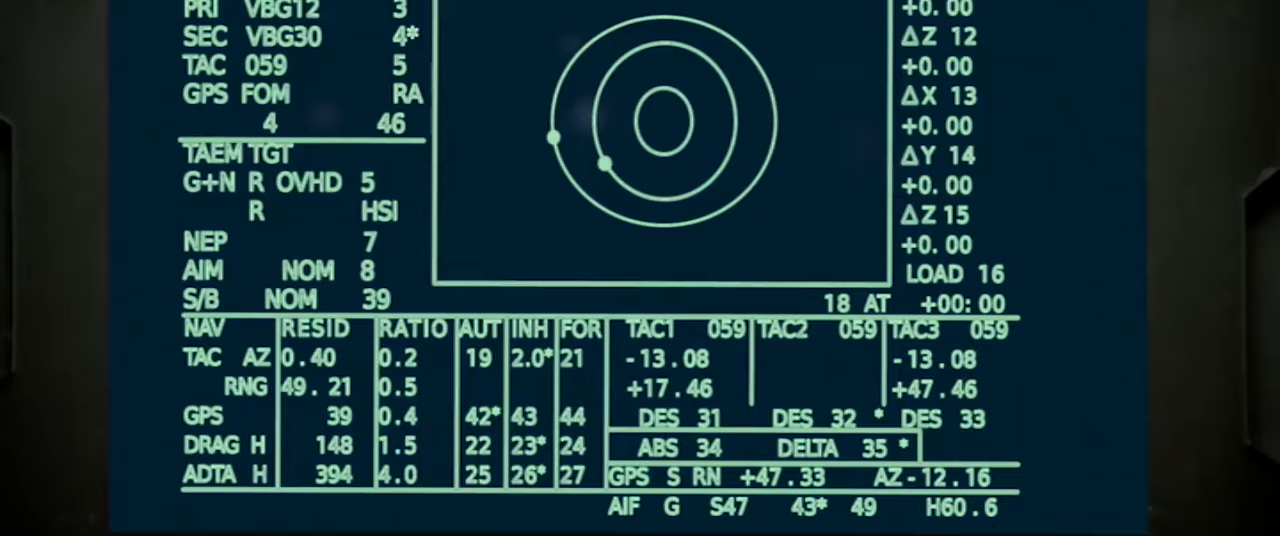 PRI VBG12 3
SEC VBG30 4*
TAC 059 5
GPS FOM RA
4 46
TAEM TGT
G+N R OVHD 5
R HSI
NEP 7
AIM NOM 8
S/B NOM 39
+0.00
ΔZ 12
+0.00
ΔX 13
+0.00
ΔY 14
+0.00
ΔZ 15
+0.00
LOAD 16
18 AT +00:00
NAV RESID RATIO AUT INH FOR TAC1 059 TAC2 059 TAC3 059
TAC AZ 0.40 0.2 19 2.0* 21 -13.08 -13.08
RNG 49.21 0.5 +17.46 +47.46
GPS 39 0.4 42* 43 44 DES 31 DES 32 * DES 33
DRAG H 148 1.5 22 23* 24 ABS 34 DELTA 35 *
ADTA H 394 4.0 25 26* 27 GPS S RN +47.33 AZ-12.16
AIF G S47 43* 49 H60.6